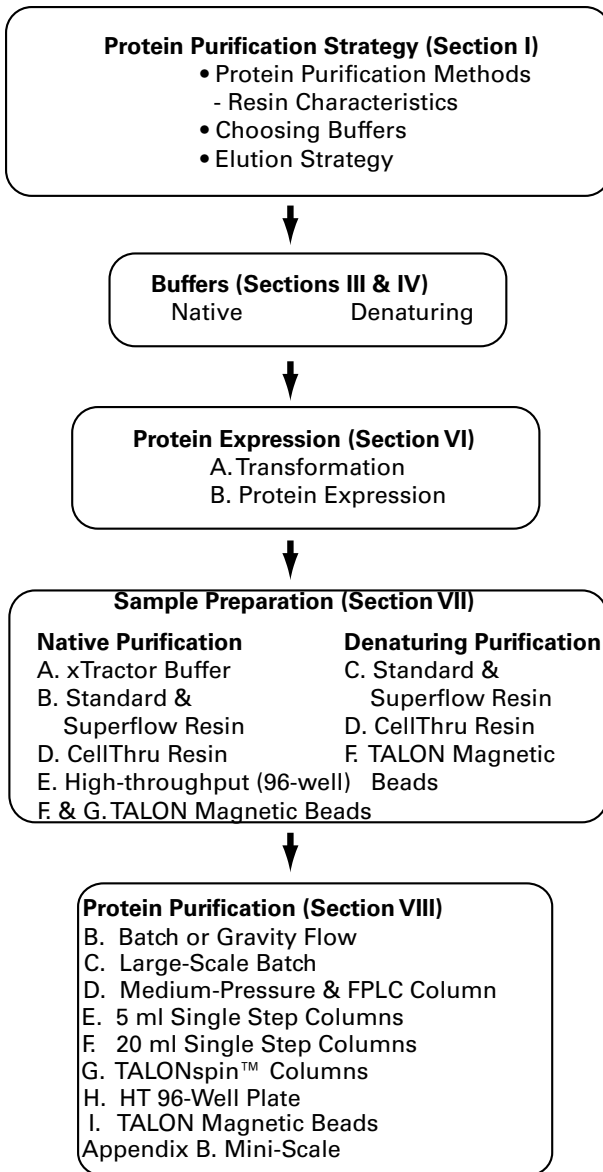 Protein Purification Strategy (Section I)
• Protein Purification Methods
- Resin Characteristics
• Choosing Buffers
• Elution Strategy
Buffers (Sections III & IV)
Native Denaturing
Protein Expression (Section VI)
A. Transformation
B. Protein Expression
Sample Preparation (Section VII)
Native Purification
A. xTractor Buffer
B. Standard &
Superflow Resin
D. CellThru Resin
E. High-throughput (96-well)
F. & G. TALON Magnetic Beads
Denaturing Purification
C. Standard &
Superflow Resin
D. CellThru Resin
F. TALON Magnetic
Beads
Protein Purification (Section VIII)
B. Batch or Gravity Flow
C. Large-Scale Batch
D. Medium-Pressure & FPLC Column
E. 5 ml Single Step Columns
F. 20 ml Single Step Columns
G. TALONspin™ Columns
H. HT 96-Well Plate
I. TALON Magnetic Beads
Appendix B. Mini-Scale